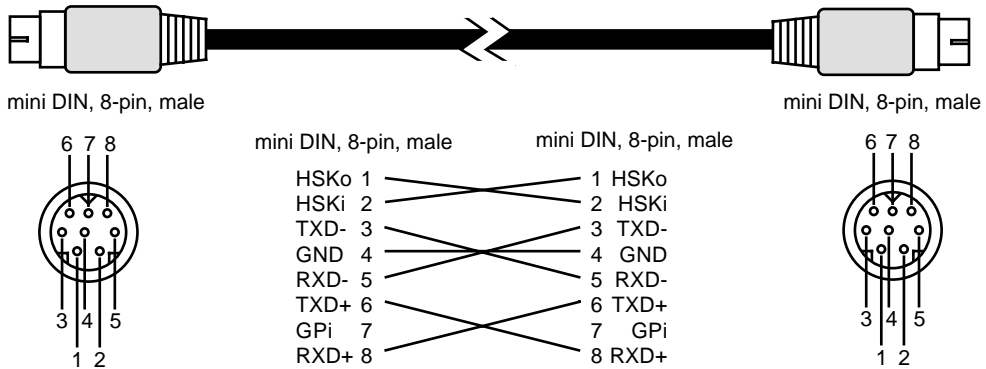 mini DIN, 8-pin, male
mini DIN, 8-pin, male
6 7 8
3 4 5
1 2
mini DIN, 8-pin, male
mini DIN, 8-pin, male
HSKo 1
1 HSKo
HSKi 2
2 HSKi
TXD- 3
3 TXD-
GND 4
4 GND
RXD- 5
5 RXD-
TXD+ 6
6 TXD+
GPi 7
7 GPi
RXD+ 8
8 RXD+
6 7 8
3 4 5
1 2